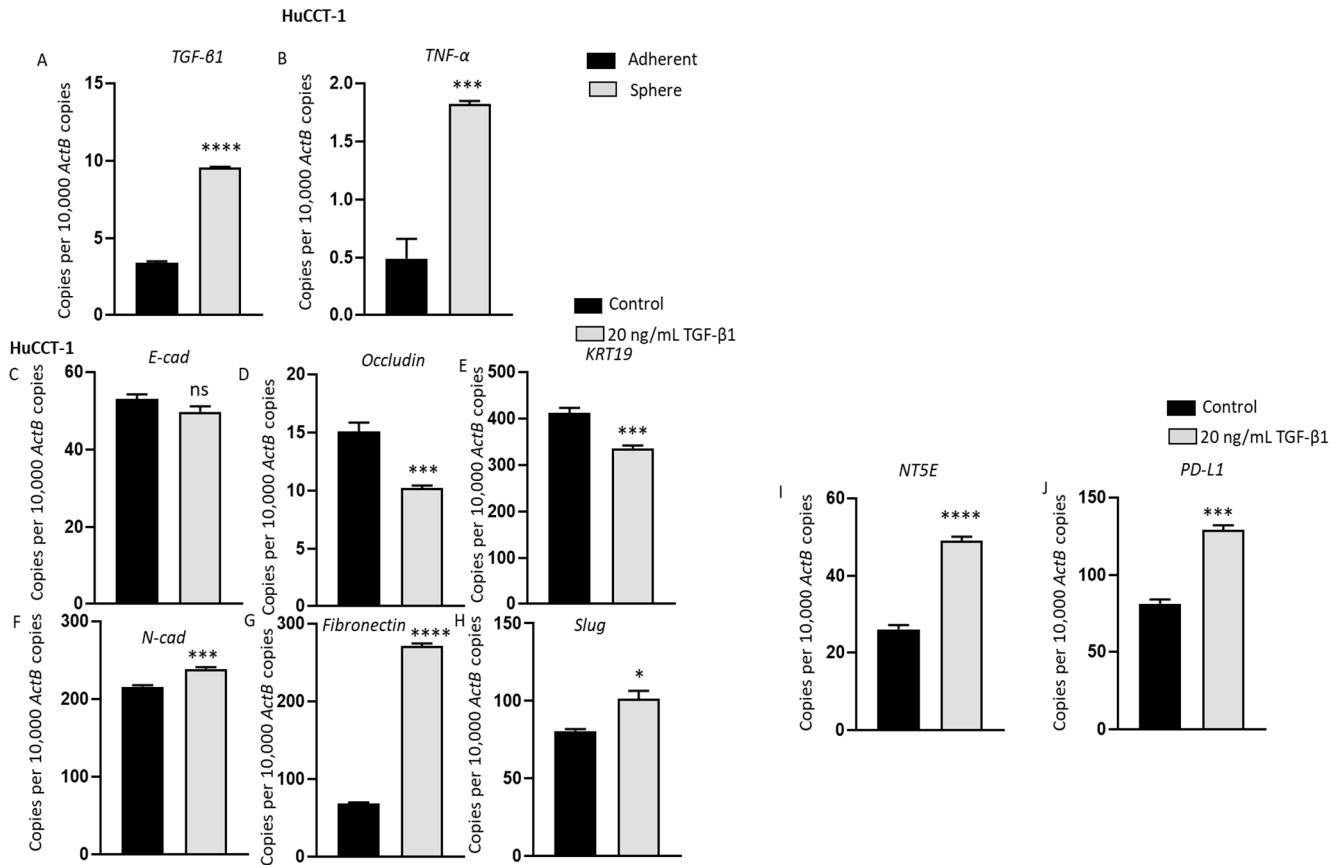 HuCCT-1
A
TGF-β1
B
TNF-α
Adherent
Sphere
Copies per 10,000 ActB copies
15
10
5
0
****
Copies per 10,000 ActB copies
2.0
1.5
1.0
0.5
0.0
***
Control
20 ng/mL TGF-β1
HuCCT-1
C
E-cad
D
Occludin
E
KRT19
Copies per 10,000 ActB copies
60
40
20
0
ns
Copies per 10,000 ActB copies
20
15
10
5
0
***
Copies per 10,000 ActB copies
500
400
300
200
100
0
***
F
N-cad
G
Fibronectin
H
Slug
Copies per 10,000 ActB copies
300
200
100
0
***
Copies per 10,000 ActB copies
300
200
100
0
****
Copies per 10,000 ActB copies
150
100
50
0
*
Control
20 ng/mL TGF-β1
I
NT5E
J
PD-L1
Copies per 10,000 ActB copies
60
40
20
0
****
Copies per 10,000 ActB copies
150
100
50
0
***